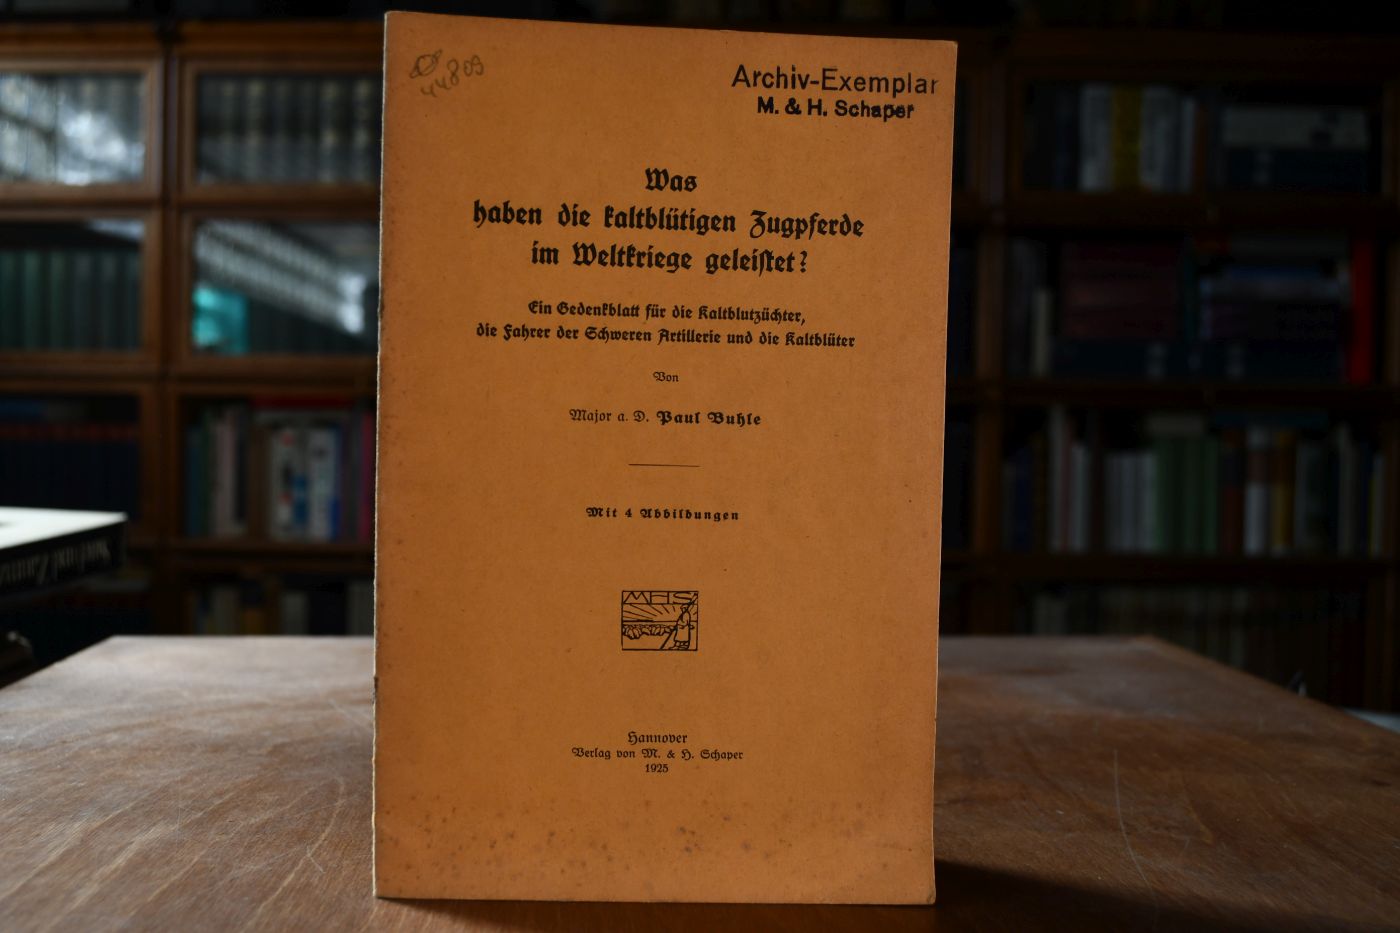 44809
Archiv-Exemplar
M. & H. Schaper
Was
haben die kaltblütigen Zugpferde
im Weltkriege geleiſtet?
Ein Gedenkblatt für die Kaltblutzüchter,
die Fahrer der Schweren Artillerie und die Kaltblüter
Von
Major a. D. Paul Buhle
Mit 4 Abbildungen
MHS
Hannover
Verlag von M. & H. Schaper
1925